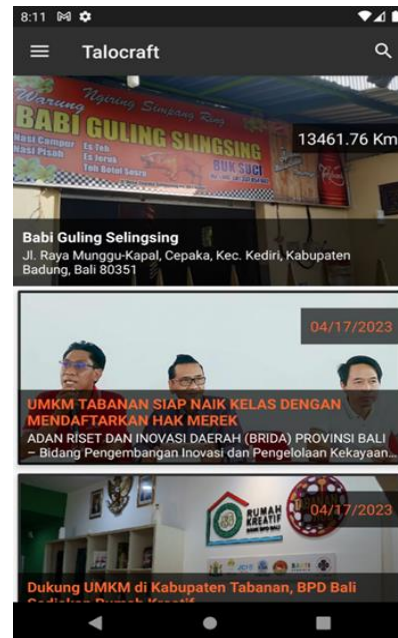 8:11
Talocraft
Warung Ngiring Simpang Ring
BABI GULING SLINGSING
Nasi Campur Es Teh
Nasi Pisah Es Jeruk
Teh Botol Sosro
BUK SUCI
13461.76 Km
Babi Guling Selingsing
Jl. Raya Munggu-Kapal, Cepaka, Kec. Kediri, Kabupaten
Badung, Bali 80351
04/17/2023
UMKM TABANAN SIAP NAIK KELAS DENGAN
MENDAFTARKAN HAK MEREK
ADAN RISET DAN INOVASI DAERAH (BRIDA) PROVINSI BALI
– Bidang Pengembangan Inovasi dan Pengelolaan Kekayaan...
RUMAH
KREATIF
TABANAN
04/17/2023
Dukung UMKM di Kabupaten Tabanan, BPD Bali
Sediakan Rumah Kreatif